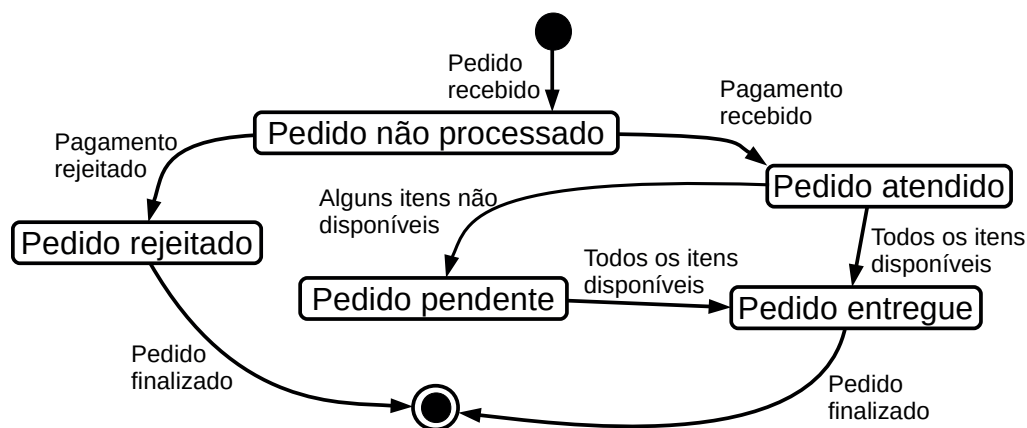 Pedido
recebido
Pagamento
recebido
Pedido não processado
Pagamento
rejeitado
Pedido atendido
Alguns itens não
disponíveis
Pedido rejeitado
Todos os itens
disponíveis
Todos os itens
disponíveis
Pedido pendente
Pedido entregue
Pedido
finalizado
Pedido
finalizado